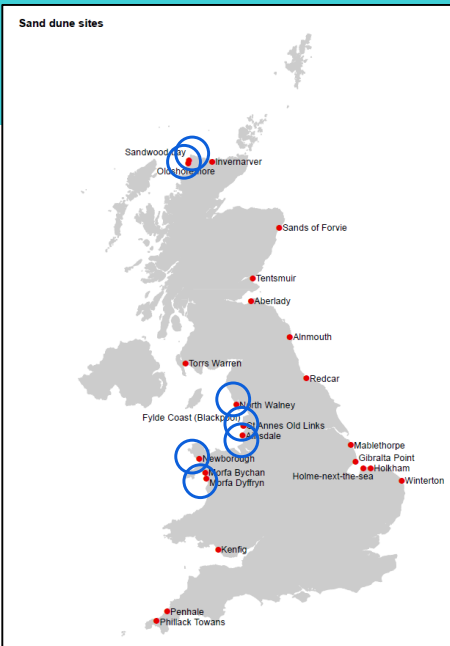 Sand dune sites
Sandwood bay
Oldshoremore
Invernarver
Sands of Forvie
Tentsmuir
Aberlady
Alnmouth
Torrs Warren
Redcar
North Walney
Fylde Coast (Blackpool)
St Annes Old Links
Ainsdale
Mablethorpe
Newborough
Gibralta Point
Morfa Bychan
Holkham
Holme-next-the-sea
Morfa Dyffryn
Winterton
Kenfig
Penhale
Phillack Towans